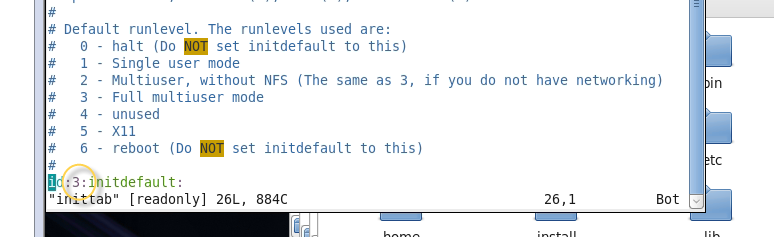 #
# Default runlevel. The runlevels used are:
#   0 - halt (Do NOT set initdefault to this)
#   1 - Single user mode
#   2 - Multiuser, without NFS (The same as 3, if you do not have networking)
#   3 - Full multiuser mode
#   4 - unused
#   5 - X11
#   6 - reboot (Do NOT set initdefault to this)
#
id:3:initdefault:
"inittab" [readonly] 26L, 884C 26,1 Bot
bin
etc
home install lib